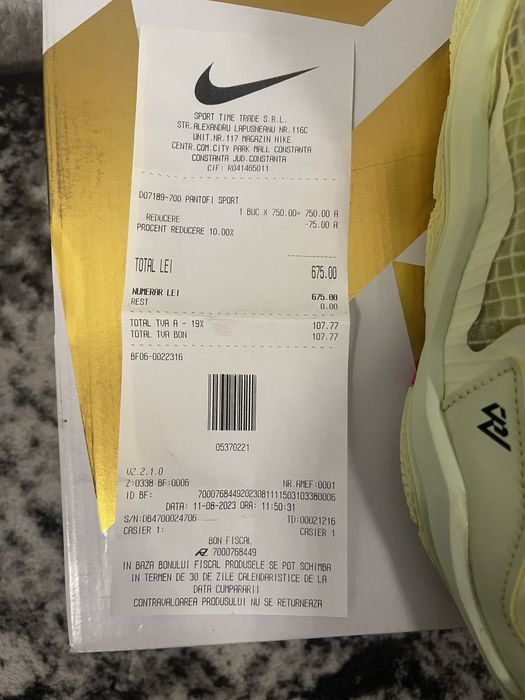 SPORT TIME TRADE S.R.L.
STR.ALEXANDRU LAPUSNEANU NR.116C
UNIT.NR.117 MAGAZIN NIKE
CENTR.COM.CITY PARK MALL CONSTANTA
CONSTANTA JUD.CONSTANTA
CIF: RO41465011
DO7189-700 PANTOFI SPORT
1 BUC X 750.00= 750.00 A
REDUCERE -75.00 A
PROCENT REDUCERE 10.00%
TOTAL LEI 675.00
NUMERAR LEI 675.00
REST 0.00
TOTAL TVA A - 19% 107.77
TOTAL TVA BON 107.77
BF06-0022316
05370221
V2.2.1.0
Z:0338 BF:0006 NR.AMEF:0001
ID BF: 70007684492023081111503103380006
DATA: 11-08-2023 ORA: 11:50:31
S/N:DB4700024706 TD:00021216
CASIER 1: CASIER 1
BON FISCAL
7000768449
IN BAZA BONULUI FISCAL PRODUSELE SE POT SCHIMBA
IN TERMEN DE 30 DE ZILE CALENDARISTICE DE LA
DATA CUMPARARII
CONTRAVALOAREA PRODUSULUI NU SE RETURNEAZA